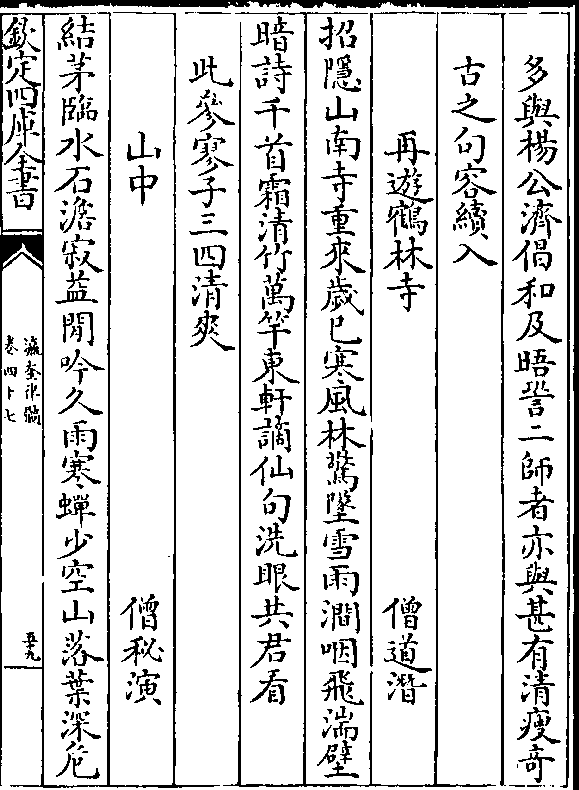 多與楊公濟倡和及晤訔二師者亦與甚有清瘦竒
古之句容續入
再遊鶴林寺 僧道潛
招隱山南寺重來歲已寒風林驚墜雪雨澗咽飛湍壁
暗詩千首霜清竹萬竿東軒謫仙句洗眼共君看
此參寥子三四清爽
山中 僧秘演
結茅臨水石澹寂益閒吟久雨寒蟬少空山落葉深危
欽定四庫全書
瀛奎律髓
卷四十七
五十九